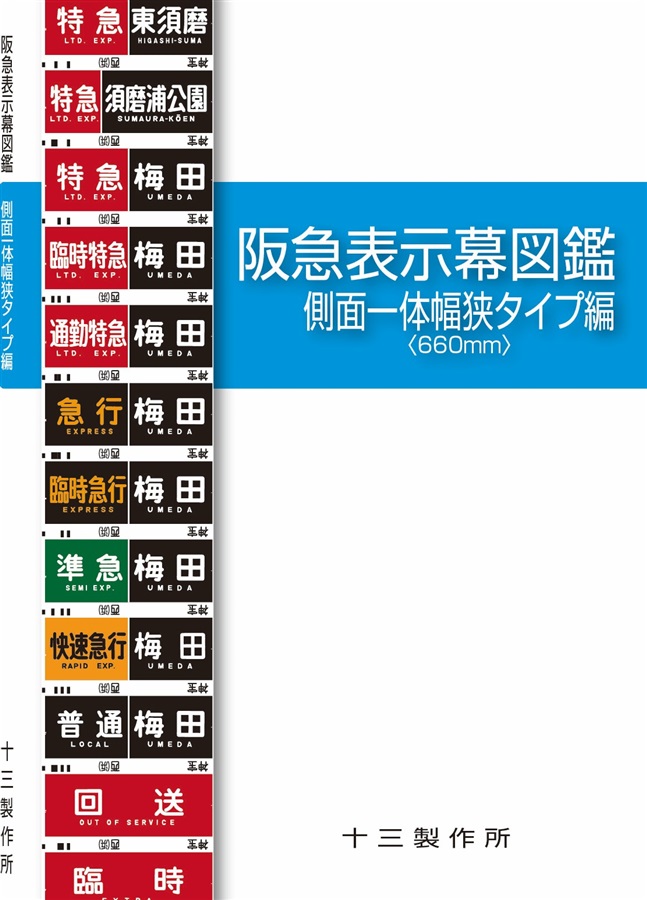 阪急表示幕図鑑
側面一体幅狭タイプ編
十三製作所
特急 東須磨
LTD. EXP. HIGASHI-SUMA
西(浜) 神宝
特急 須磨浦公園
LTD. EXP. SUMAURA-KŌEN
特急 梅田
LTD. EXP. UMEDA
臨時特急 梅田
LTD. EXP. UMEDA
通勤特急 梅田
LTD. EXP. UMEDA
急行 梅田
EXPRESS UMEDA
臨時急行 梅田
EXPRESS UMEDA
準急 梅田
SEMI EXP. UMEDA
快速急行 梅田
RAPID EXP. UMEDA
普通 梅田
LOCAL UMEDA
回送
OUT OF SERVICE
臨時
EXTRA
阪急表示幕図鑑
側面一体幅狭タイプ編
〈660mm〉
十三製作所